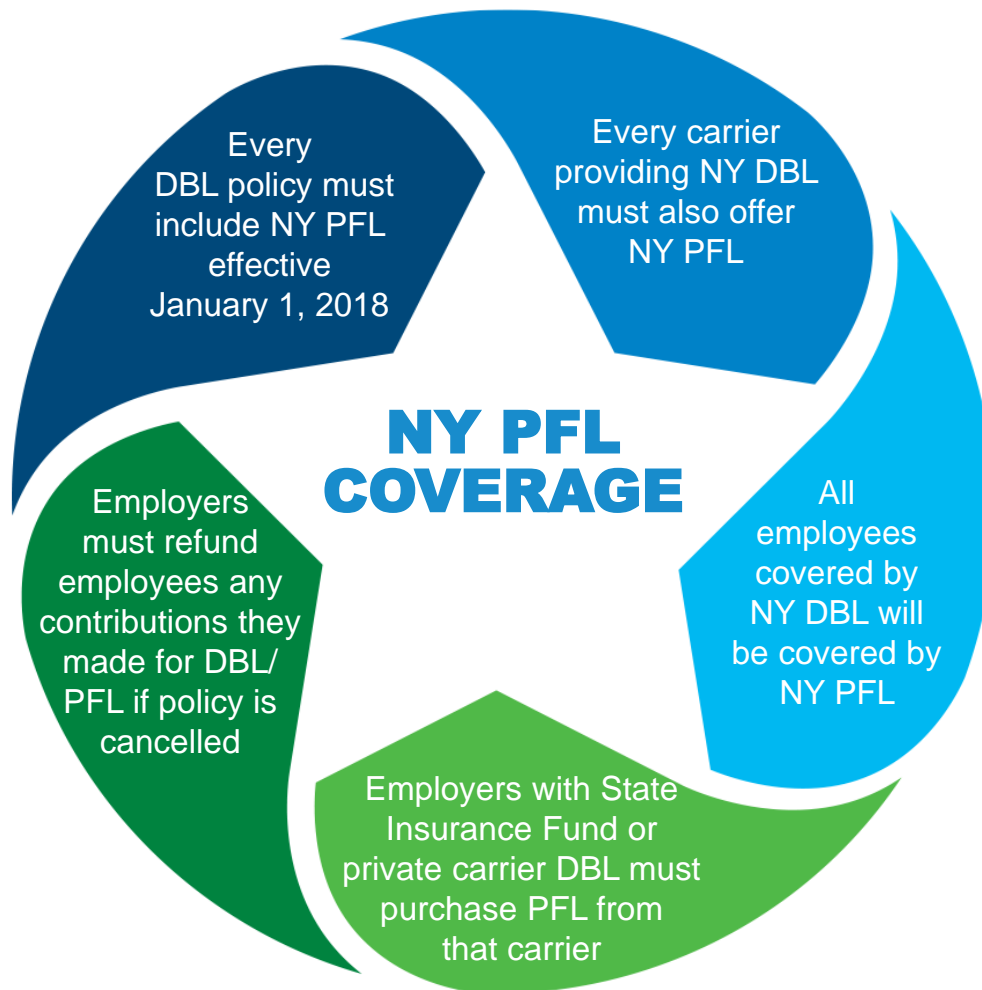 Every
DBL policy must
include NY PFL
effective
January 1, 2018
Every carrier
providing NY DBL
must also offer
NY PFL
All
employees
covered by
NY DBL will
be covered by
NY PFL
Employers with State
Insurance Fund or
private carrier DBL must
purchase PFL from
that carrier
Employers
must refund
employees any
contributions they
made for DBL/
PFL if policy is
cancelled
NY PFL
COVERAGE